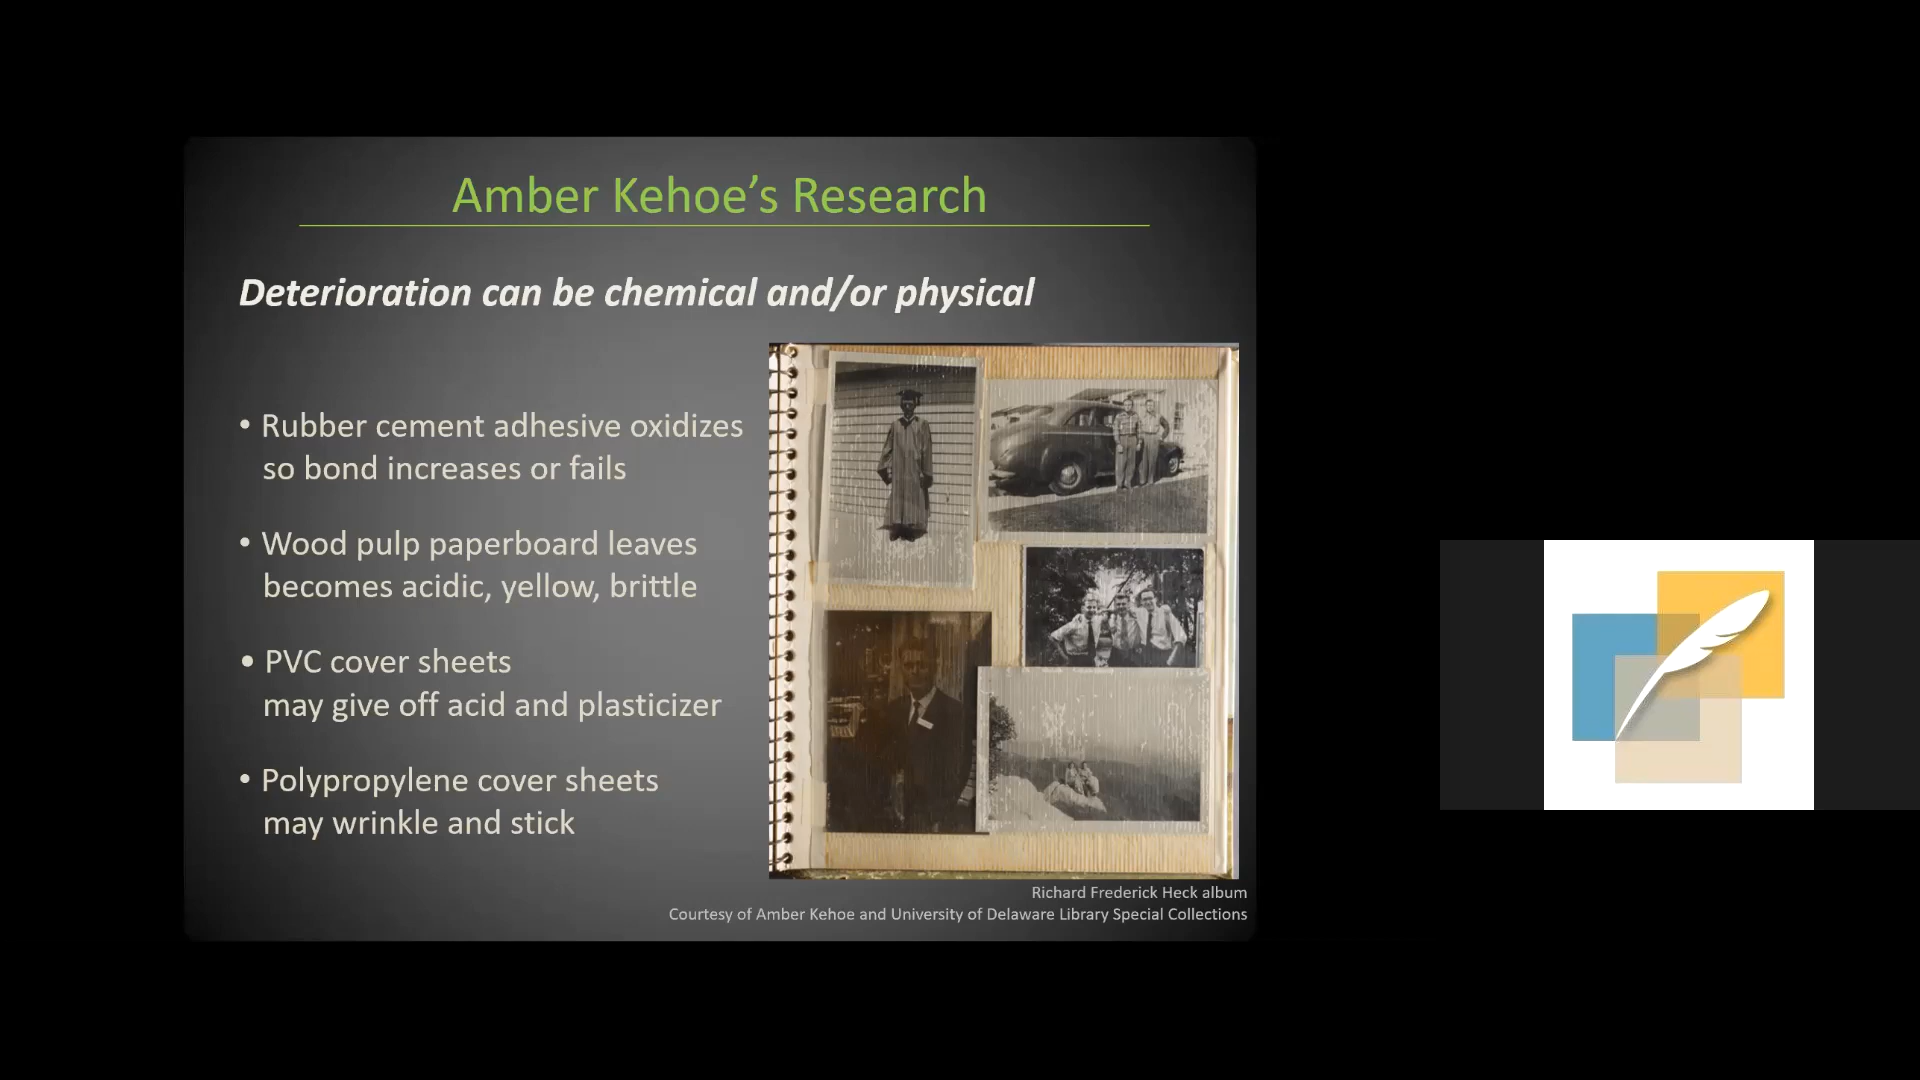 Amber Kehoe’s Research
Deterioration can be chemical and/or physical
• Rubber cement adhesive oxidizes
so bond increases or fails
• Wood pulp paperboard leaves
becomes acidic, yellow, brittle
• PVC cover sheets
may give off acid and plasticizer
• Polypropylene cover sheets
may wrinkle and stick
Richard Frederick Heck album
Courtesy of Amber Kehoe and University of Delaware Library Special Collections